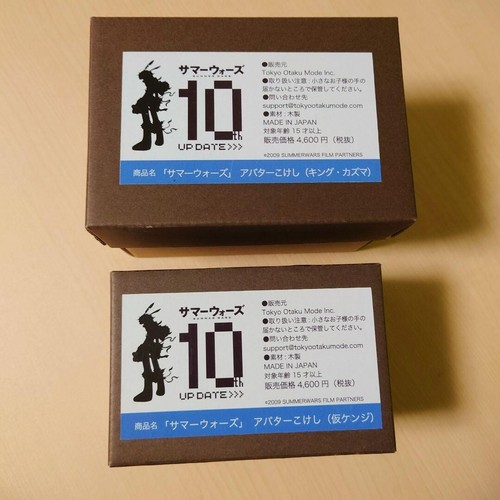 サマーウォーズ
SUMMER WARS
10th
UPDATE>>>
●販売元
Tokyo Otaku Mode Inc.
●取り扱い注意：小さなお子様の手の
届かないところで保管してください。
●問い合わせ先
support@tokyootakumode.com
●素材：木製
MADE IN JAPAN
対象年齢 15才以上
販売価格 4,600円（税抜）
©2009 SUMMERWARS FILM PARTNERS
商品名 「サマーウォーズ」 アバターこけし（キング・カズマ）
サマーウォーズ
SUMMER WARS
10th
UPDATE>>>
●販売元
Tokyo Otaku Mode Inc.
●取り扱い注意：小さなお子様の手の
届かないところで保管してください。
●問い合わせ先
support@tokyootakumode.com
●素材：木製
MADE IN JAPAN
対象年齢 15才以上
販売価格 4,600円（税抜）
©2009 SUMMERWARS FILM PARTNERS
商品名 「サマーウォーズ」 アバターこけし（仮ケンジ）